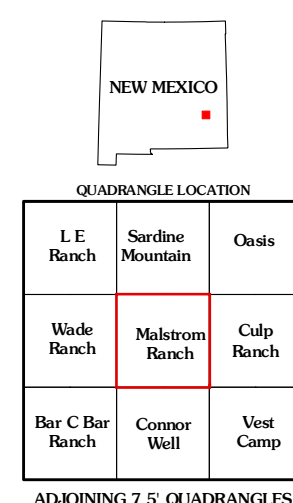 NEW MEXICO
QUADRANGLE LOCATION
L E
Ranch
Sardine
Mountain
Oasis
Wade
Ranch
Malstrom
Ranch
Culp
Ranch
Bar C Bar
Ranch
Connor
Well
Vest
Camp
ADJOINING 7.5' QUADRANGLES